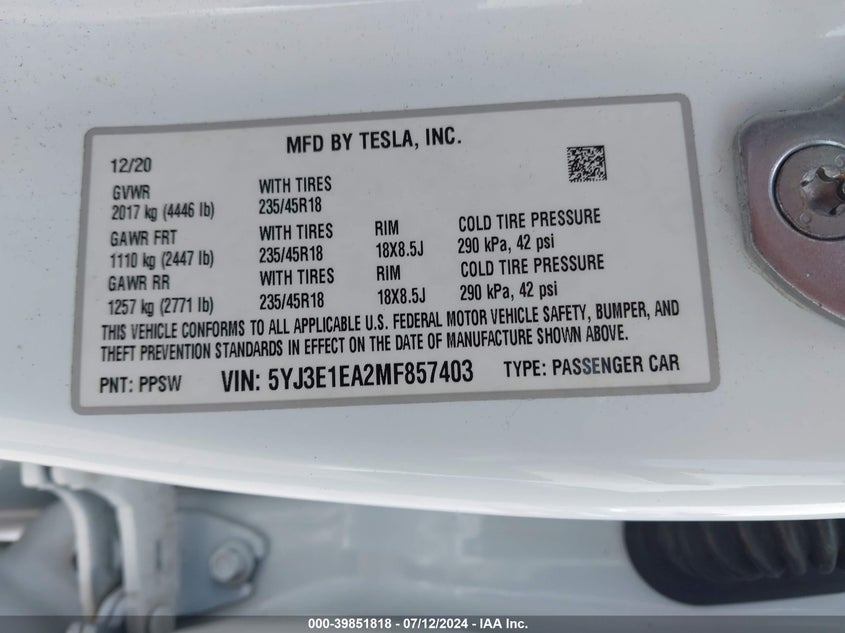 MFD BY TESLA, INC.
12/20
GVWR WITH TIRES
2017 kg (4446 lb) 235/45R18
GAWR FRT WITH TIRES RIM COLD TIRE PRESSURE
1110 kg (2447 lb) 235/45R18 18X8.5J 290 kPa, 42 psi
GAWR RR WITH TIRES RIM COLD TIRE PRESSURE
1257 kg (2771 lb) 235/45R18 18X8.5J 290 kPa, 42 psi
THIS VEHICLE CONFORMS TO ALL APPLICABLE U.S. FEDERAL MOTOR VEHICLE SAFETY, BUMPER, AND
THEFT PREVENTION STANDARDS IN EFFECT ON THE DATE OF MANUFACTURE SHOWN ABOVE.
PNT: PPSW VIN: 5YJ3E1EA2MF857403 TYPE: PASSENGER CAR
000-39851818 - 07/12/2024 - IAA Inc.